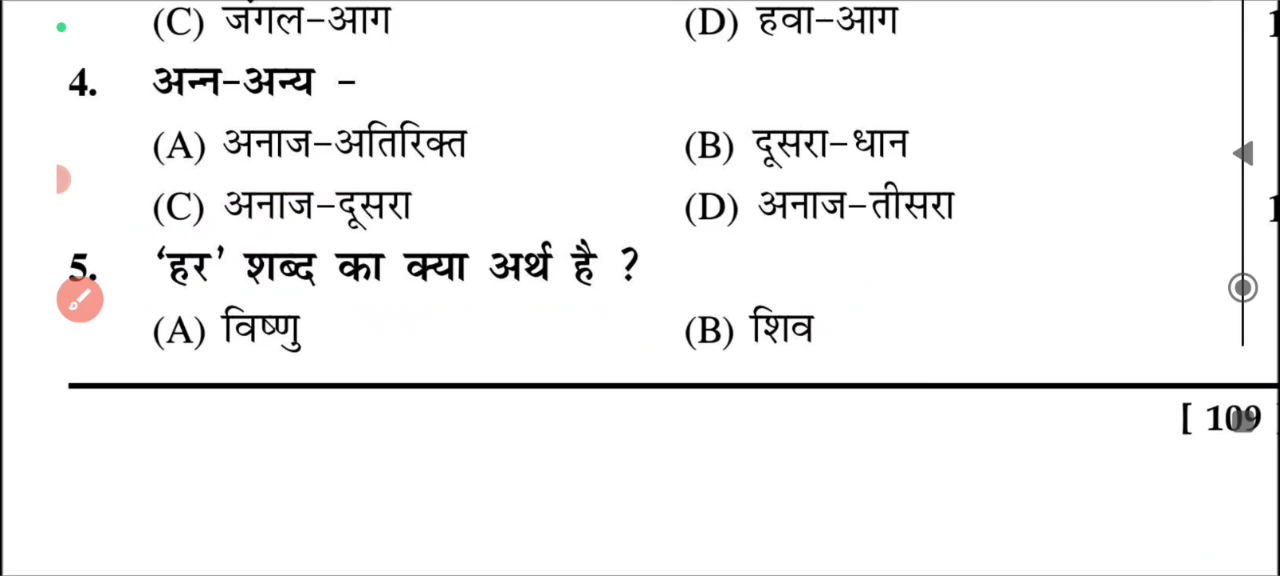 (C) जंगल-आग (D) हवा-आग
4. अन्न-अन्य -
(A) अनाज-अतिरिक्त (B) दूसरा-धान
(C) अनाज-दूसरा (D) अनाज-तीसरा
5. ‘हर’ शब्द का क्या अर्थ है ?
(A) विष्णु (B) शिव
[ 109